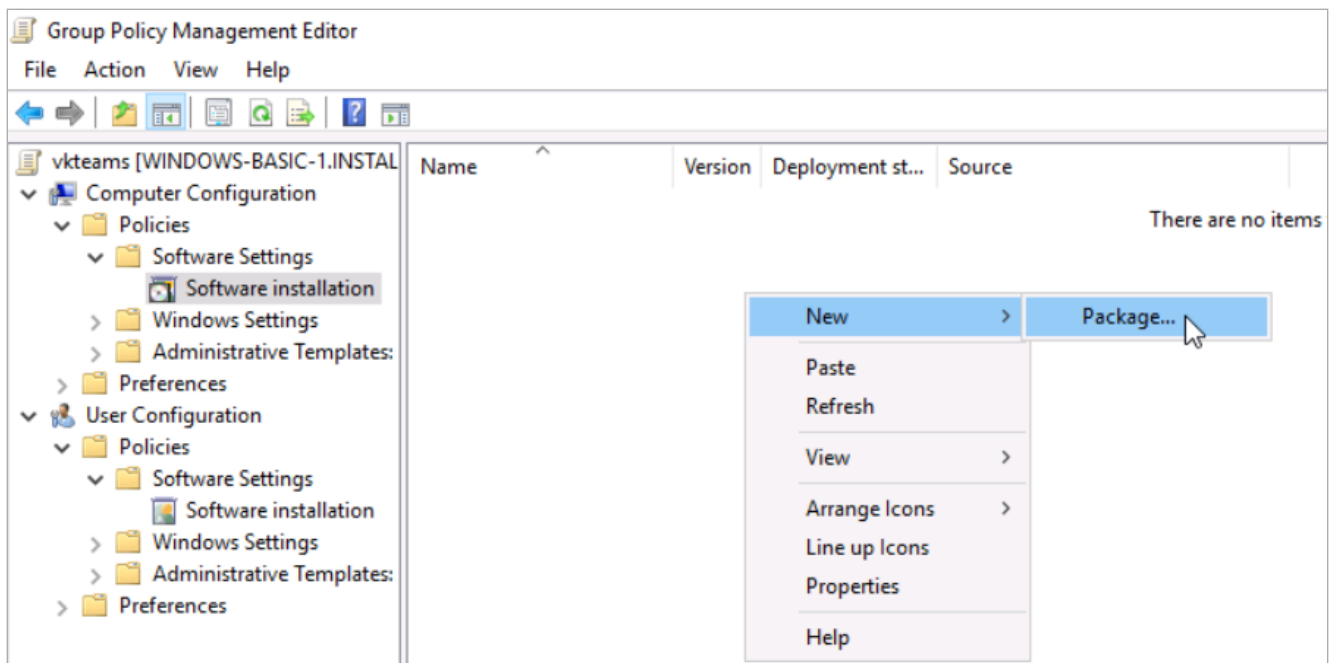 Group Policy Management Editor
File Action View Help
vkteams [WINDOWS-BASIC-1.INSTAL
Computer Configuration
Policies
Software Settings
Software installation
Windows Settings
Administrative Templates:
Preferences
User Configuration
Policies
Software Settings
Software installation
Windows Settings
Administrative Templates:
Preferences
Name Version Deployment st... Source
There are no items
New Package...
Paste
Refresh
View
Arrange Icons
Line up Icons
Properties
Help